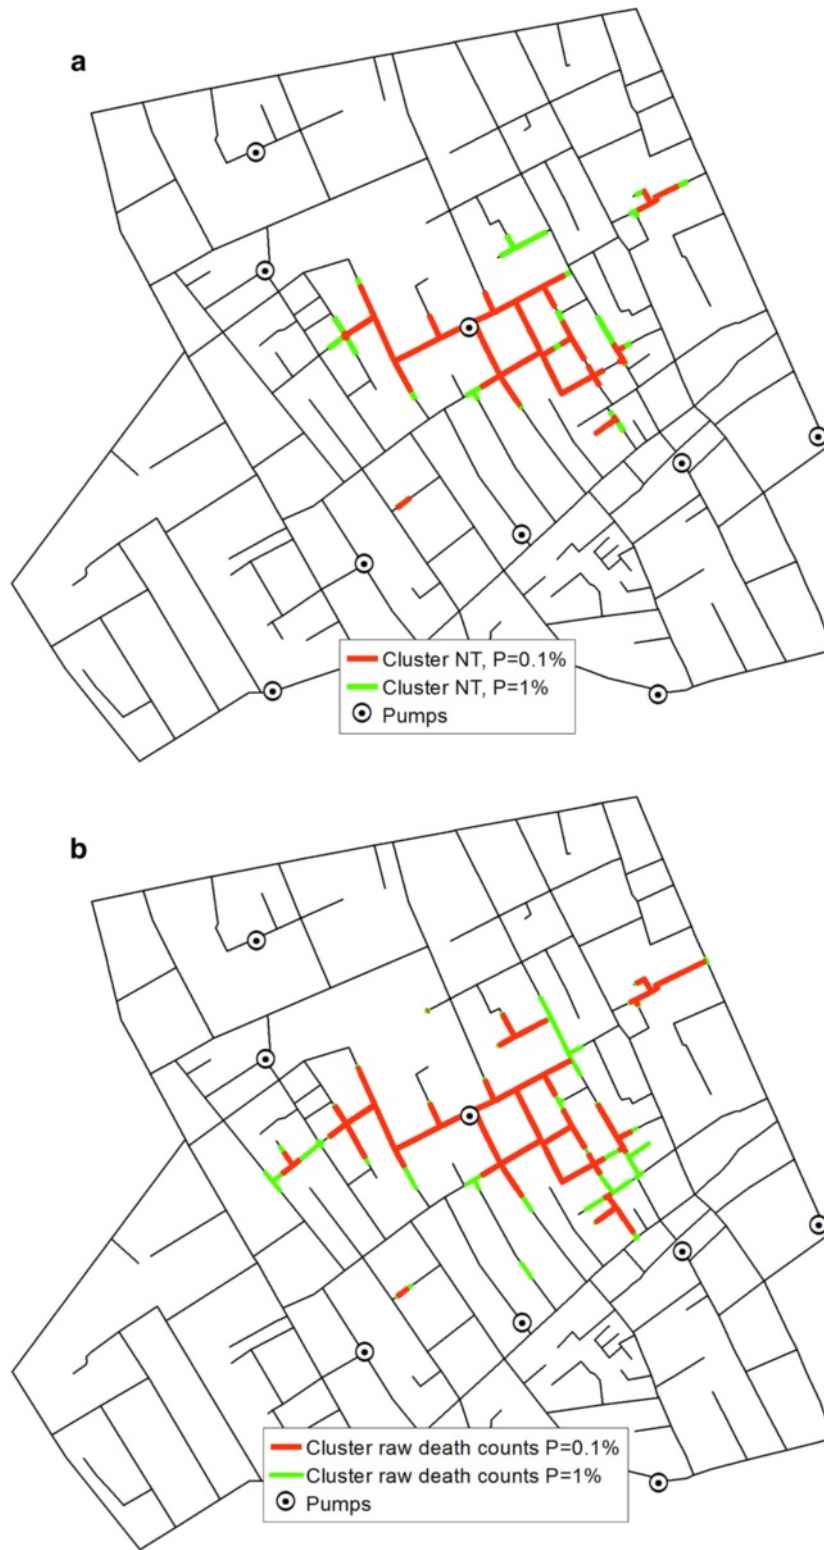 a
Cluster NT, P=0.1%
Cluster NT, P=1%
Pumps
b
Cluster raw death counts P=0.1%
Cluster raw death counts P=1%
Pumps